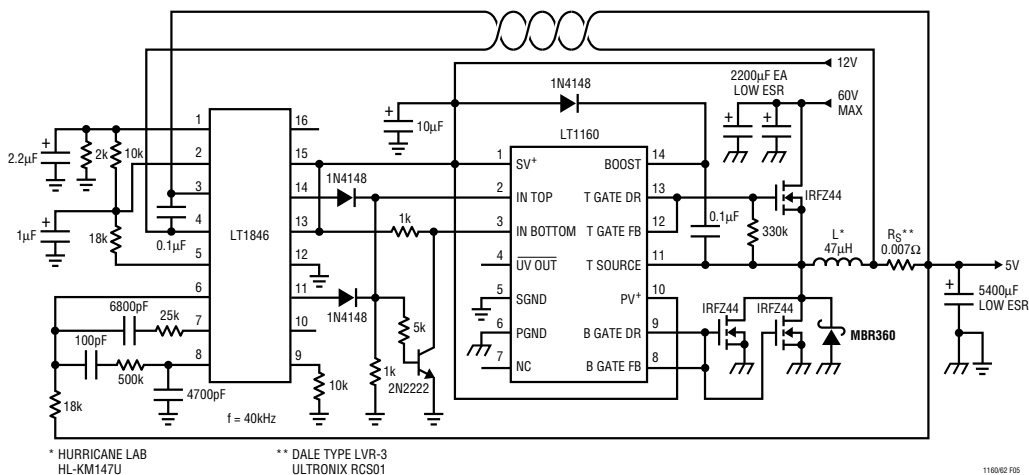 12V
2200µF EA
LOW ESR
60V
MAX
1N4148
+
10µF
LT1160
+
+
+
2.2µF
2k
10k
1
2
3
4
5
6
7
8
16
15
14
13
12
11
10
9
LT1846
+
1µF
18k
0.1µF
1N4148
1k
1N4148
5k
1k
2N2222
10k
6800pF
25k
100pF
500k
4700pF
18k
f = 40kHz
1
2
3
4
5
6
7
SV+
IN TOP
IN BOTTOM
UV OUT
SGND
PGND
NC
BOOST
T GATE DR
T GATE FB
T SOURCE
PV+
B GATE DR
B GATE FB
14
13
12
11
10
9
8
0.1µF
330k
IRFZ44
L*
47µH
RS**
0.007Ω
5V
+
5400µF
LOW ESR
IRFZ44
IRFZ44
MBR360
* HURRICANE LAB
HL-KM147U
** DALE TYPE LVR-3
ULTRONIX RCS01
1160/62 F05